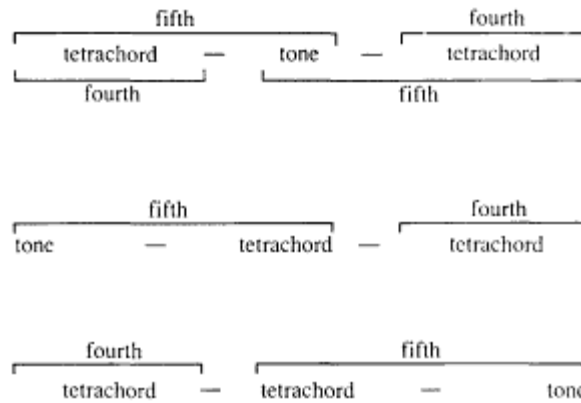 fifth fourth
tetrachord — tone — tetrachord
fourth fifth
fifth fourth
tone — tetrachord — tetrachord
fourth fifth
tetrachord — tetrachord — tone